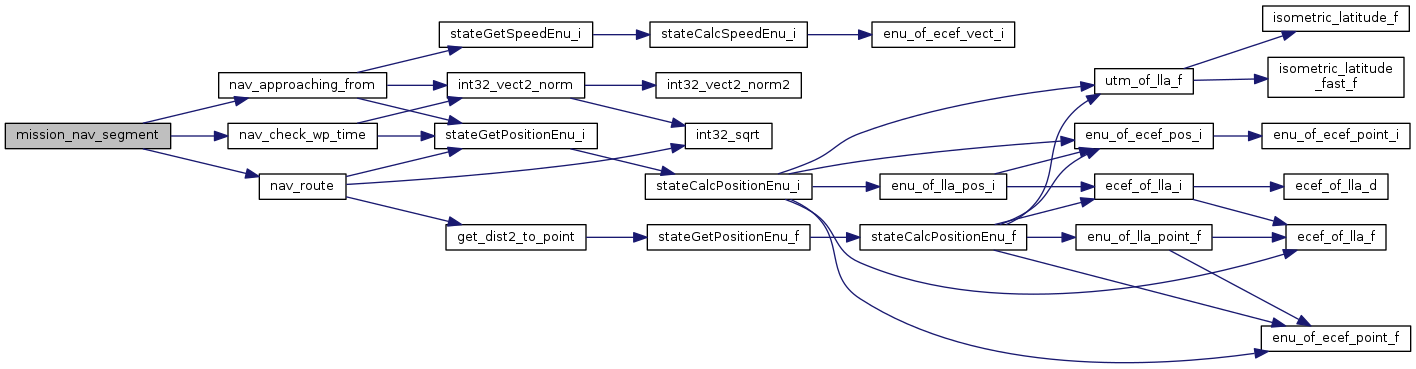 mission_nav_segment
nav_approaching_from
nav_check_wp_time
nav_route
stateGetSpeedEnu_i
int32_vect2_norm
stateGetPositionEnu_i
get_dist2_to_point
stateCalcSpeedEnu_i
int32_vect2_norm2
int32_sqrt
stateCalcPositionEnu_i
stateGetPositionEnu_f
enu_of_ecef_vect_i
enu_of_lla_pos_i
stateCalcPositionEnu_f
utm_of_lla_f
enu_of_ecef_pos_i
ecef_of_lla_i
enu_of_lla_point_f
isometric_latitude_f
isometric_latitude
_fast_f
enu_of_ecef_point_i
ecef_of_lla_d
ecef_of_lla_f
enu_of_ecef_point_f